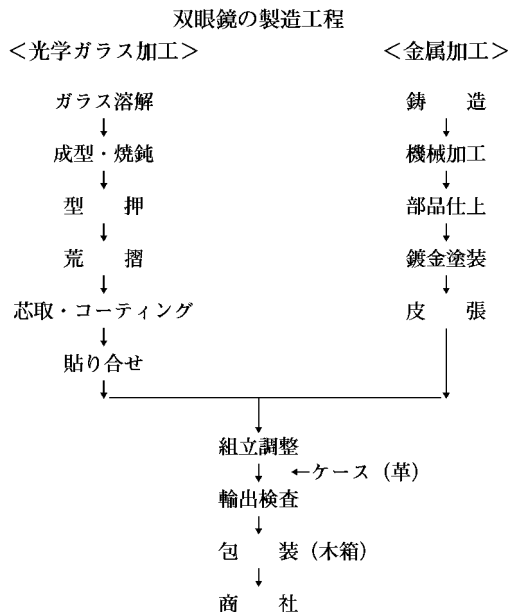 双眼鏡の製造工程
＜光学ガラス加工＞
ガラス溶解
成型・焼鈍
型　押
荒　摺
芯取・コーティング
貼り合せ
＜金属加工＞
鋳　造
機械加工
部品仕上
鍍金塗装
皮　張
組立調整
←ケース（革）
輸出検査
包　装（木箱）
商　社